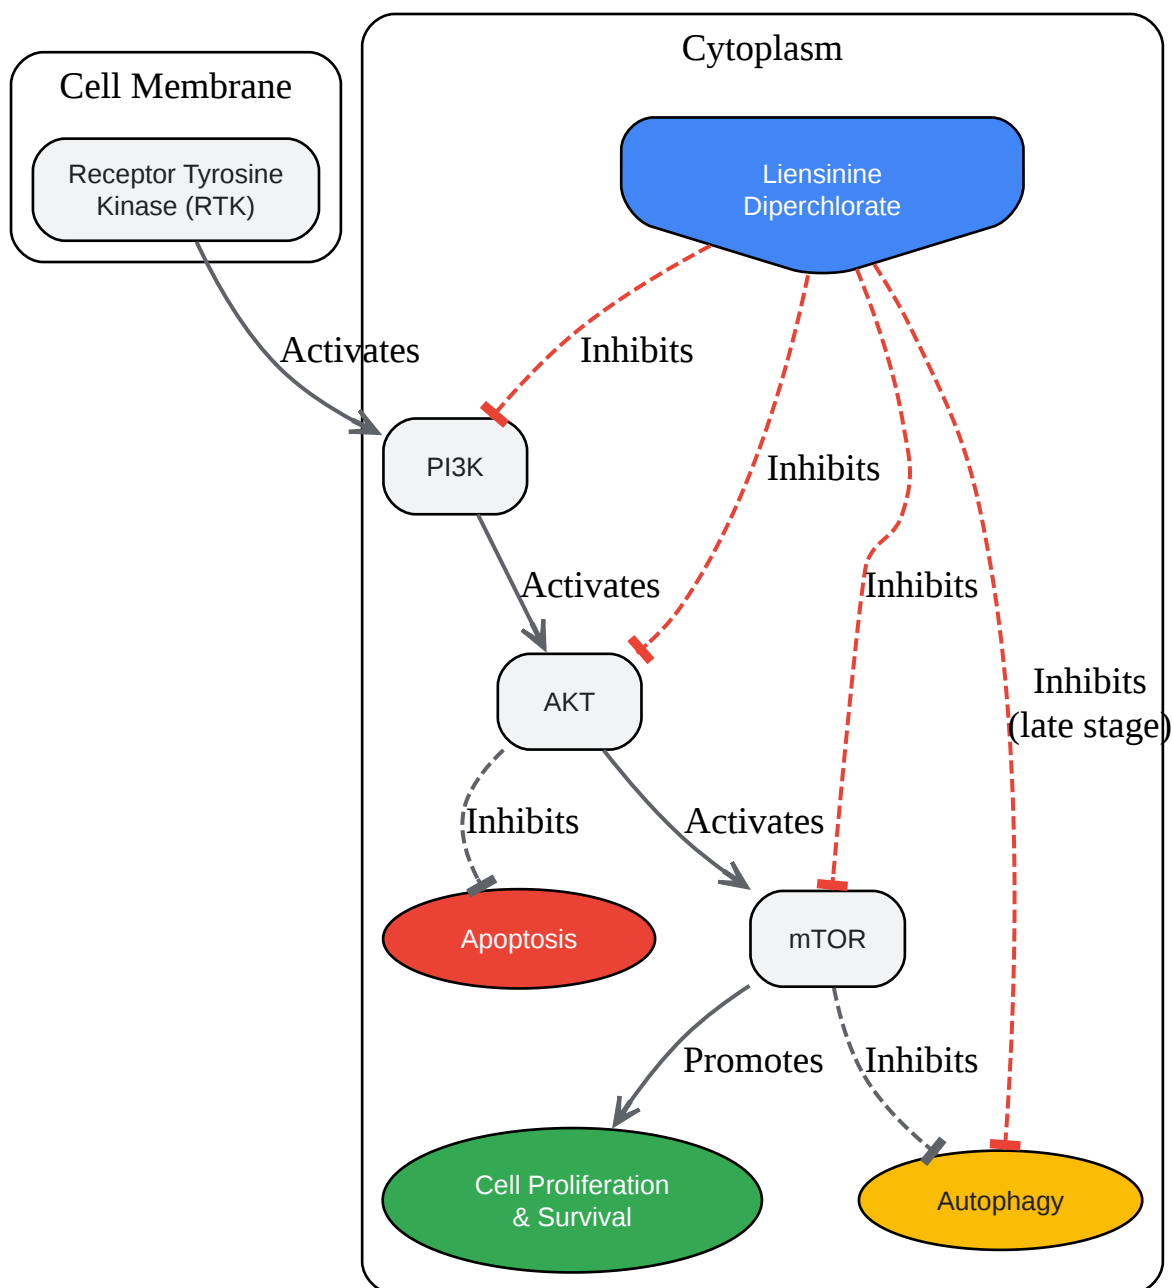 Cytoplasm
Cell Membrane
Receptor Tyrosine
Kinase (RTK)
Liensinine
Diperchlorate
Activates
Inhibits
PI3K
Inhibits
Activates
Inhibits
Inhibits
(late stage)
AKT
Inhibits
Activates
Apoptosis
mTOR
Promotes
Inhibits
Cell Proliferation
& Survival
Autophagy